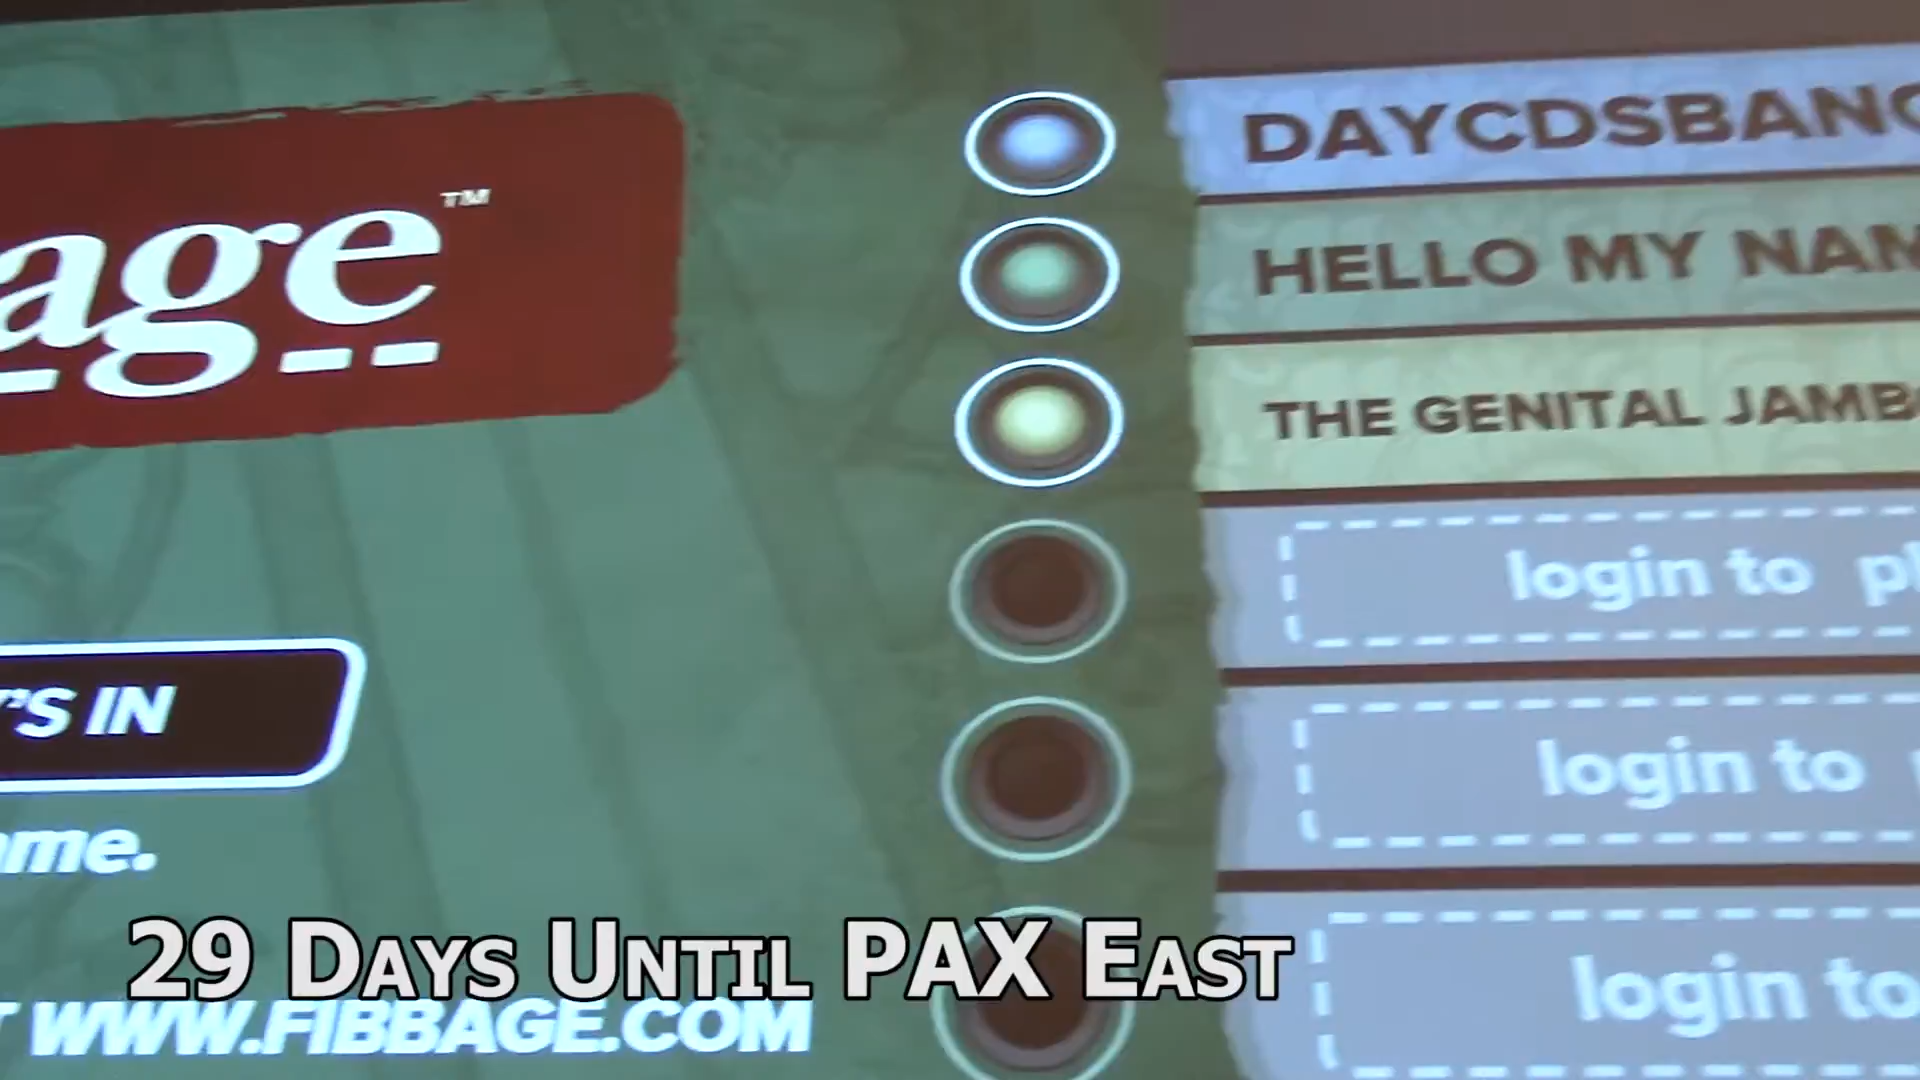 age™
DAYCDSBANG
HELLO MY NAM
THE GENITAL JAMB
login to pl
'S IN
login to
ame.
29 DAYS UNTIL PAX EAST
login to
T WWW.FIBBAGE.COM